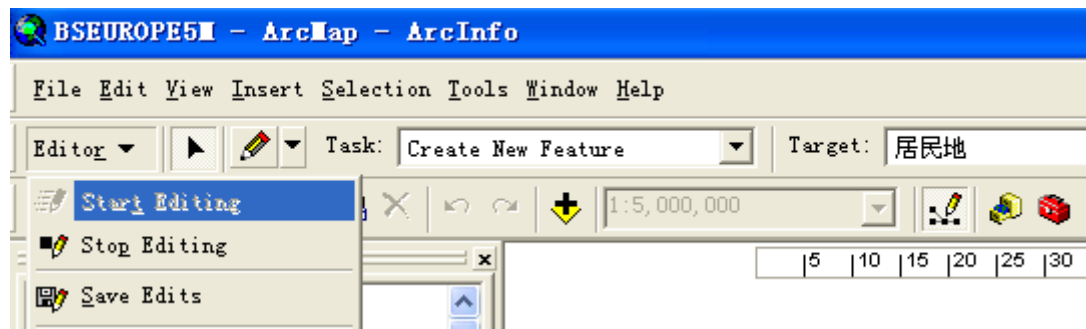 BSEUROPE5M - ArcMap - ArcInfo
File Edit View Insert Selection Tools Window Help
Editor Task: Create New Feature Target: 居民地
Start Editing 1:5,000,000
Stop Editing
5 10 15 20 25 30
Save Edits